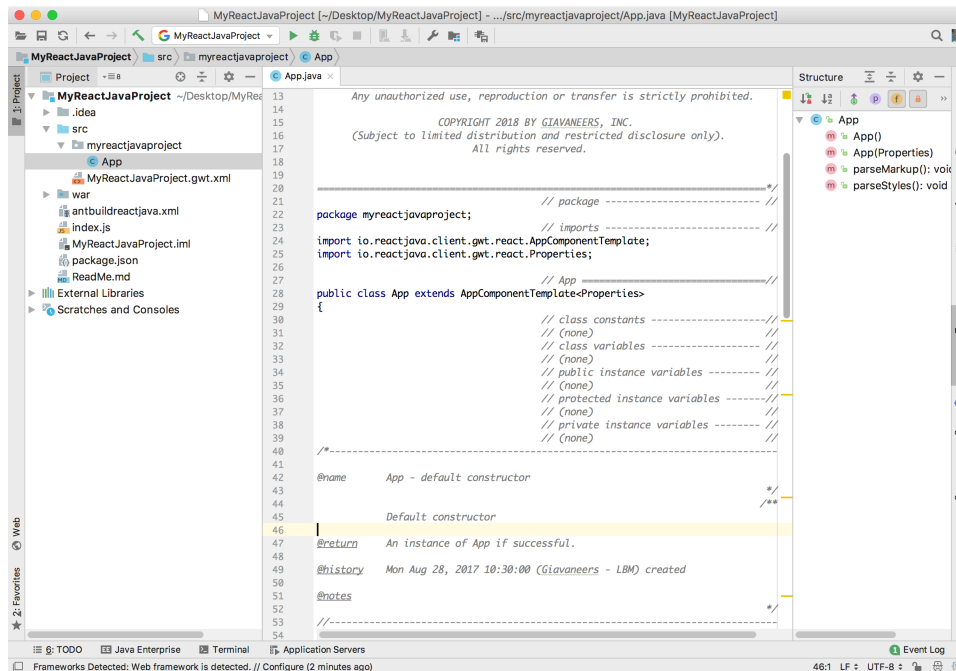 MyReactJavaProject [~/Desktop/MyReactJavaProject] - .../src/myreactjavaproject/App.java [MyReactJavaProject]
MyReactJavaProject
MyReactJavaProject
src
myreactjavaproject
App
1: Project
Web
2: Favorites
Project
MyReactJavaProject ~/Desktop/MyRea
.idea
src
myreactjavaproject
App
MyReactJavaProject.gwt.xml
war
antbuildreactjava.xml
index.js
MyReactJavaProject.iml
package.json
ReadMe.md
External Libraries
Scratches and Consoles
App.java
13 Any unauthorized use, reproduction or transfer is strictly prohibited.
14
15 COPYRIGHT 2018 BY GIAVANEERS, INC.
16 (Subject to limited distribution and restricted disclosure only).
17 All rights reserved.
18
19
20 ==================================================================*/
21 // package --------------------------- //
22 package myreactjavaproject;
23 // imports --------------------------- //
24 import io.reactjava.client.gwt.react.AppComponentTemplate;
25 import io.reactjava.client.gwt.react.Properties;
26
27 // App ================================//
28 public class App extends AppComponentTemplate<Properties>
29 {
30 // class constants --------------------//
31 // (none) //
32 // class variables ------------------- //
33 // (none) //
34 // public instance variables --------- //
35 // (none) //
36 // protected instance variables -------//
37 // (none) //
38 // private instance variables -------- //
39 // (none) //
40 /*------------------------------------------------------------------
41
42 @name App - default constructor
43 */
44 /**
45 Default constructor
46
47 @return An instance of App if successful.
48
49 @history Mon Aug 28, 2017 10:30:00 (Giavaneers - LBM) created
50
51 @notes
52 */
53 //------------------------------------------------------------------
54
Structure
App
App()
App(Properties)
parseMarkup(): void
parseStyles(): void
6: TODO
Java Enterprise
Terminal
Application Servers
1 Event Log
Frameworks Detected: Web framework is detected. // Configure (2 minutes ago)
46:1 LF UTF-8